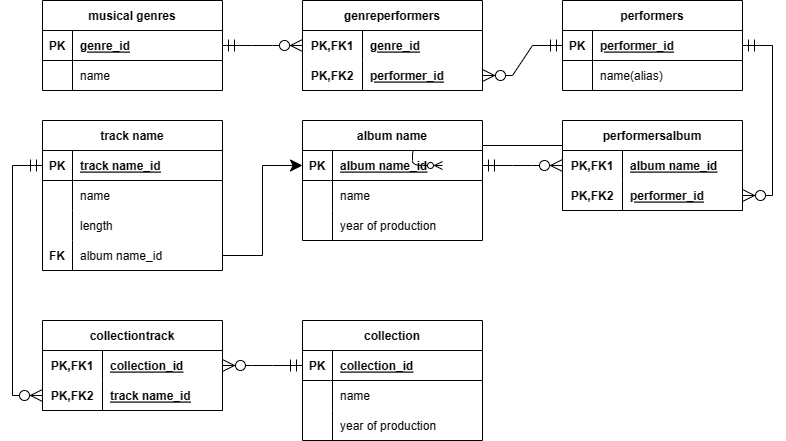 musical genres
PK genre_id
name
genreperformers
PK,FK1 genre_id
PK,FK2 performer_id
performers
PK performer_id
name(alias)
track name
PK track name_id
name
length
FK album name_id
album name
PK album name_id
name
year of production
performersalbum
PK,FK1 album name_id
PK,FK2 performer_id
collectiontrack
PK,FK1 collection_id
PK,FK2 track name_id
collection
PK collection_id
name
year of production